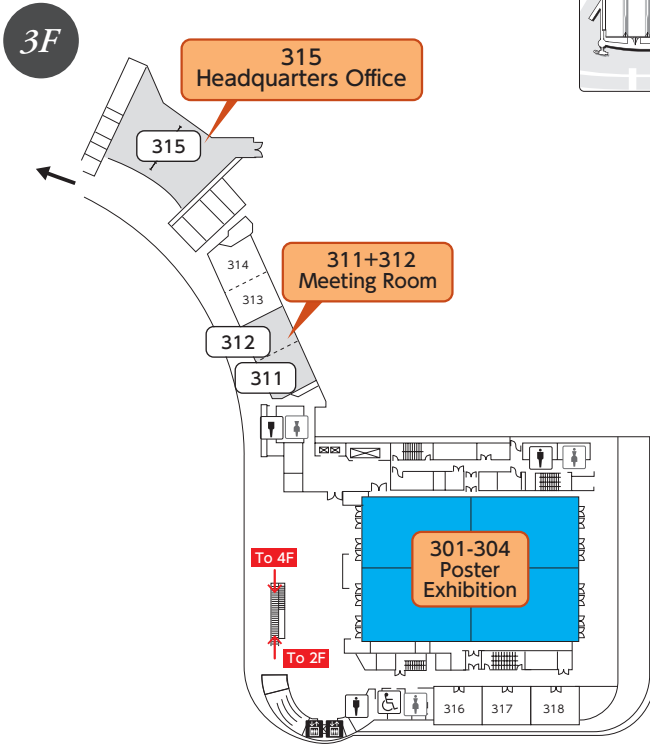 3F
315
Headquarters Office
315
311+312
Meeting Room
314
313
312
311
To 4F
301-304
Poster
Exhibition
To 2F
316
317
318